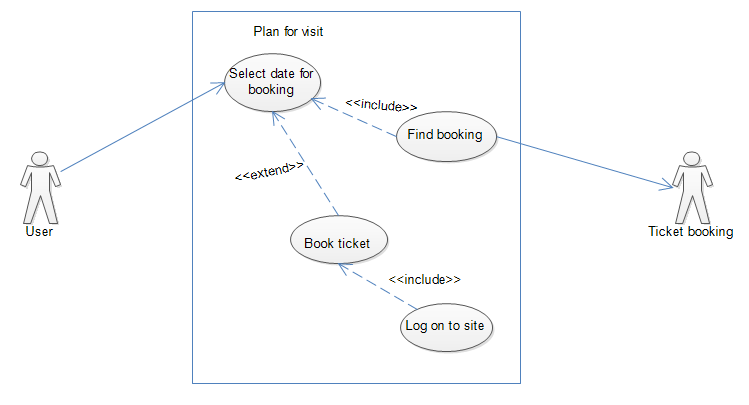 Plan for visit
Select date for
booking
<<include>>
Find booking
<<extend>>
User
Ticket booking
Book ticket
<<include>>
Log on to site